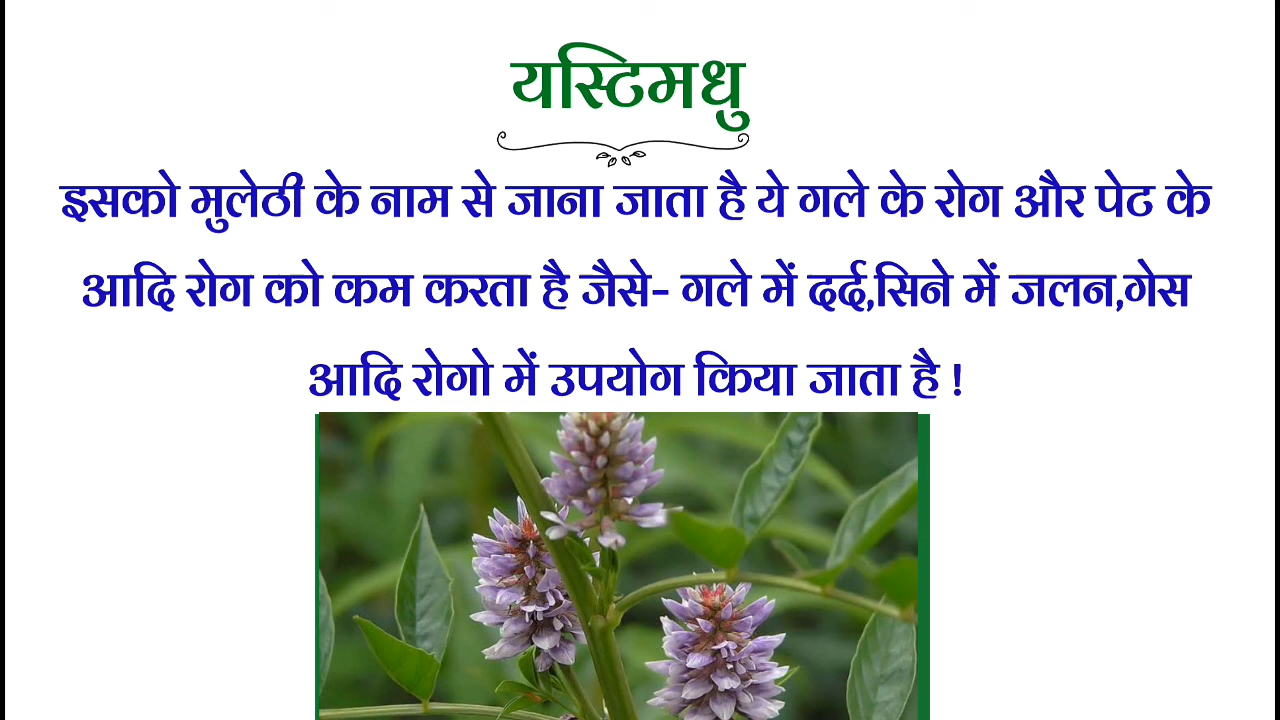 यस्टिमधु
इसको मुलेठी के नाम से जाना जाता है ये गले के रोग और पेट के
आदि रोग को कम करता है जैसे- गले में दर्द,सिने में जलन,गेस
आदि रोगो में उपयोग किया जाता है !